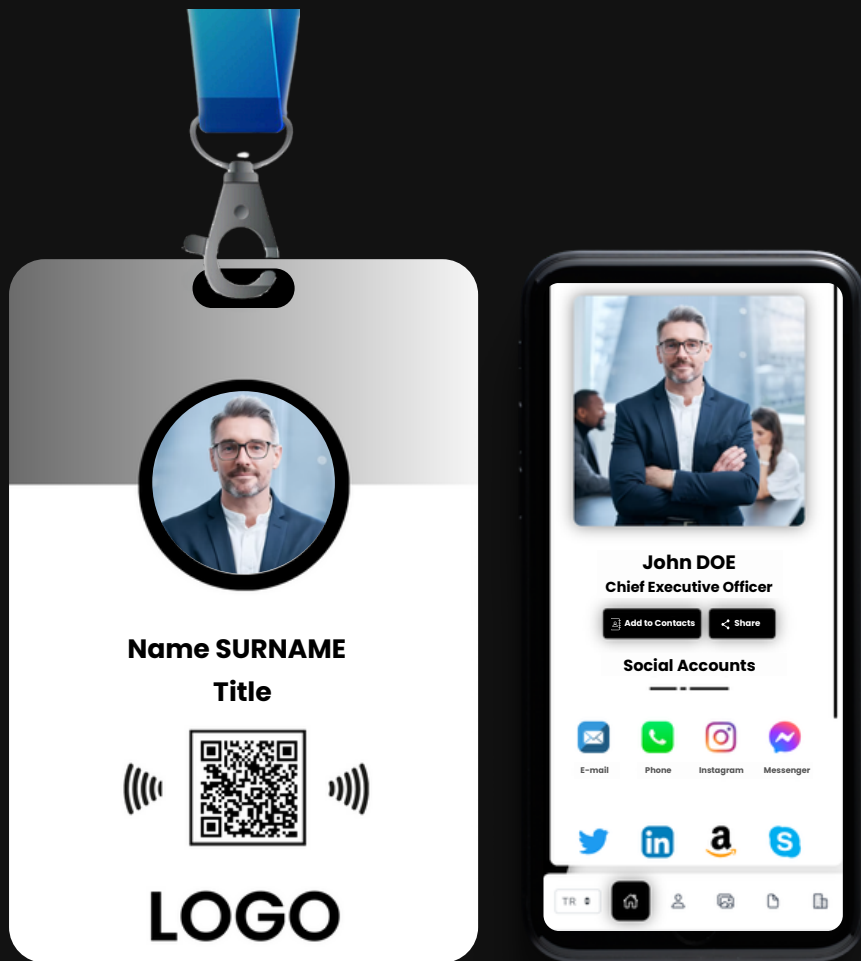 Name SURNAME
Title
LOGO
John DOE
Chief Executive Officer
Add to Contacts
Share
Social Accounts
E-mail
Phone
Instagram
Messenger
in
a
S
TR